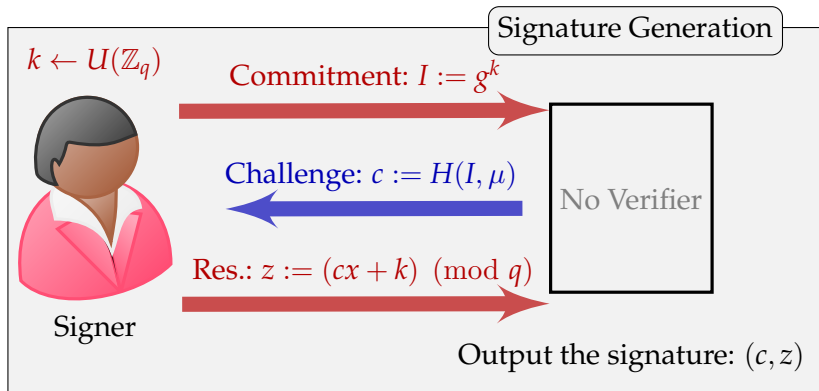 Signature Generation
k ← U(ℤ_q)
Commitment: I := g^k
Challenge: c := H(I, μ)
No Verifier
Res.: z := (cx + k) (mod q)
Signer
Output the signature: (c, z)